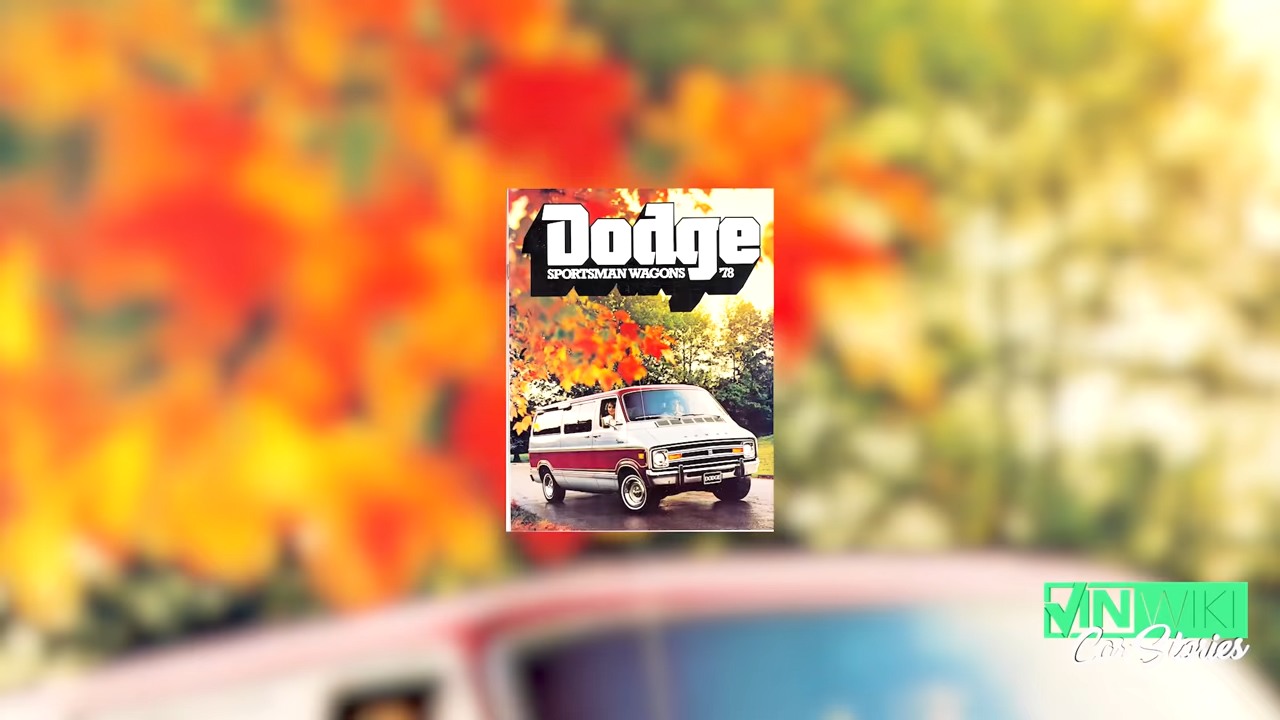 Dodge
SPORTSMAN WAGONS '78
DODGE
VINWIKI
Car Stories